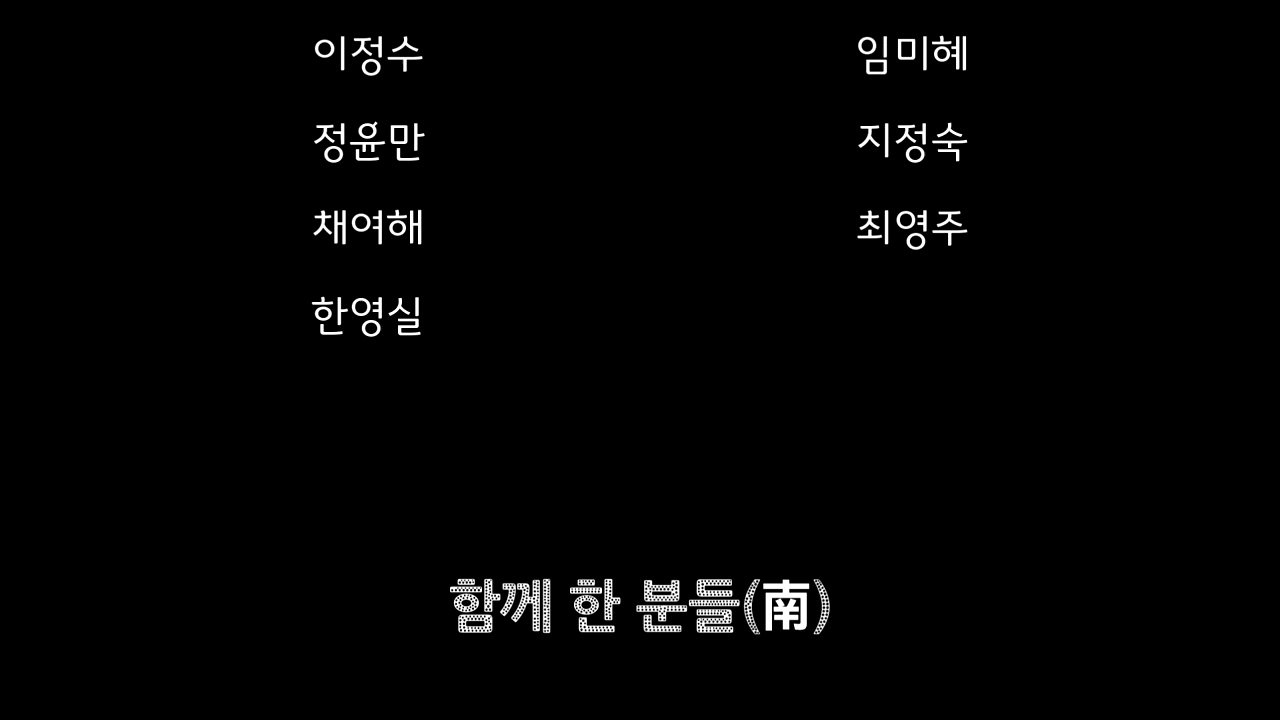 이정수 임미혜
정윤만 지정숙
채여해 최영주
한영실
함께 한 분들(南)